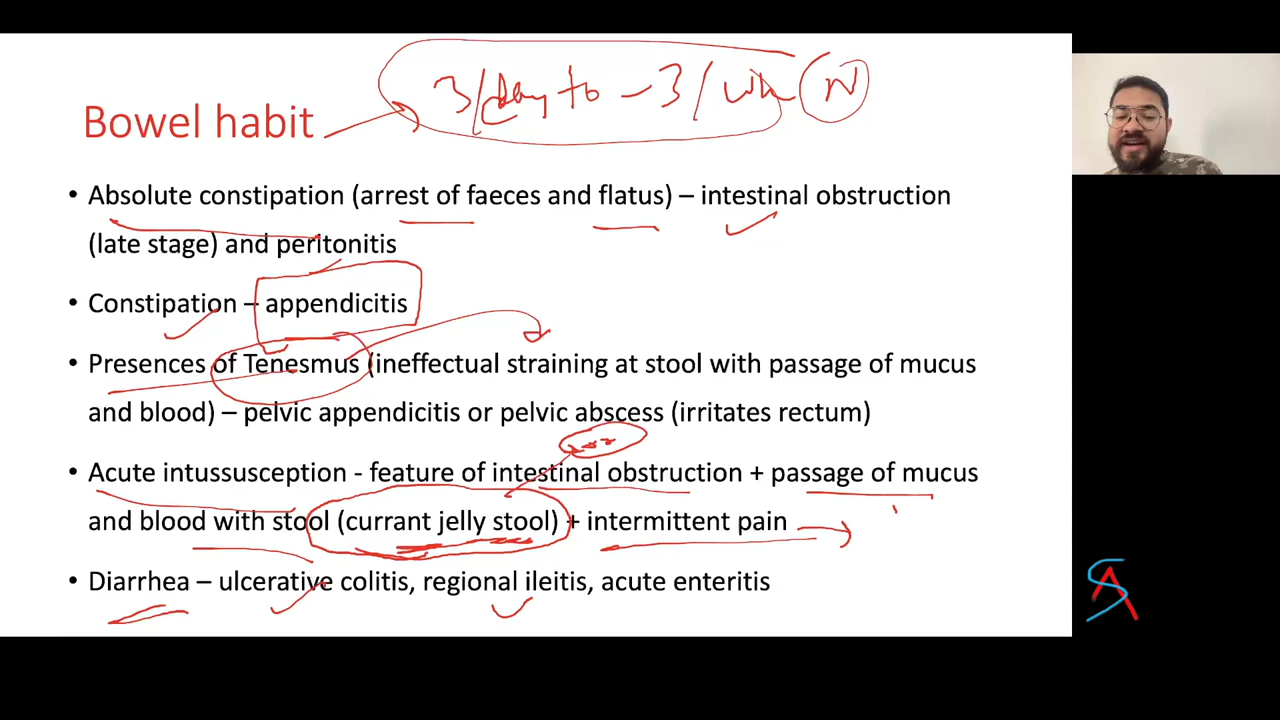 3/day to - 3/wk N
Bowel habit
• Absolute constipation (arrest of faeces and flatus) – intestinal obstruction
(late stage) and peritonitis
• Constipation – appendicitis
• Presences of Tenesmus (ineffectual straining at stool with passage of mucus
and blood) – pelvic appendicitis or pelvic abscess (irritates rectum)
• Acute intussusception - feature of intestinal obstruction + passage of mucus
and blood with stool (currant jelly stool) + intermittent pain
• Diarrhea – ulcerative colitis, regional ileitis, acute enteritis